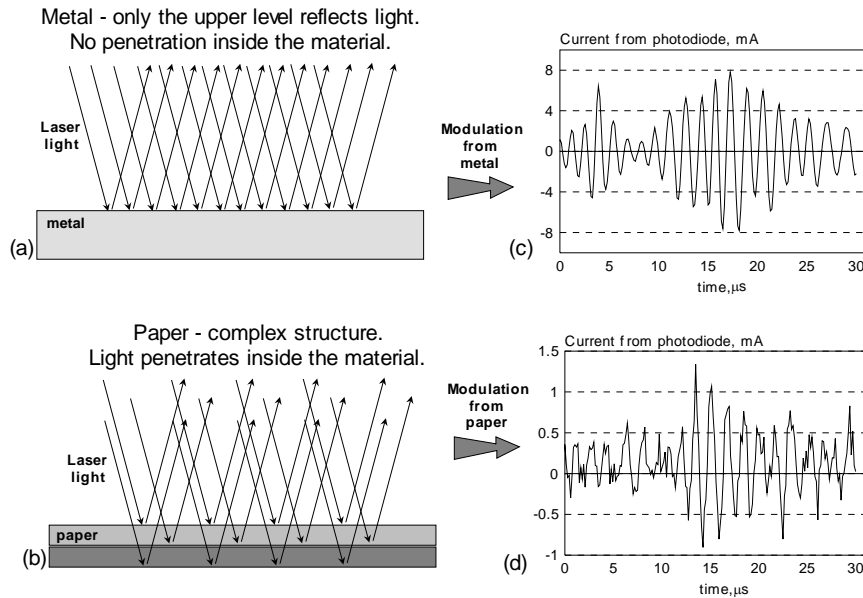 Metal - only the upper level reflects light.
No penetration inside the material.
Laser
light
metal
(a)
Modulation
from
metal
Current from photodiode, mA
8
4
0
-4
-8
0 5 10 15 20 25 30
time,μs
(c)
Paper - complex structure.
Light penetrates inside the material.
Laser
light
paper
(b)
Modulation
from
paper
Current from photodiode, mA
1.5
1
0.5
0
-0.5
-1
0 5 10 15 20 25 30
time,μs
(d)